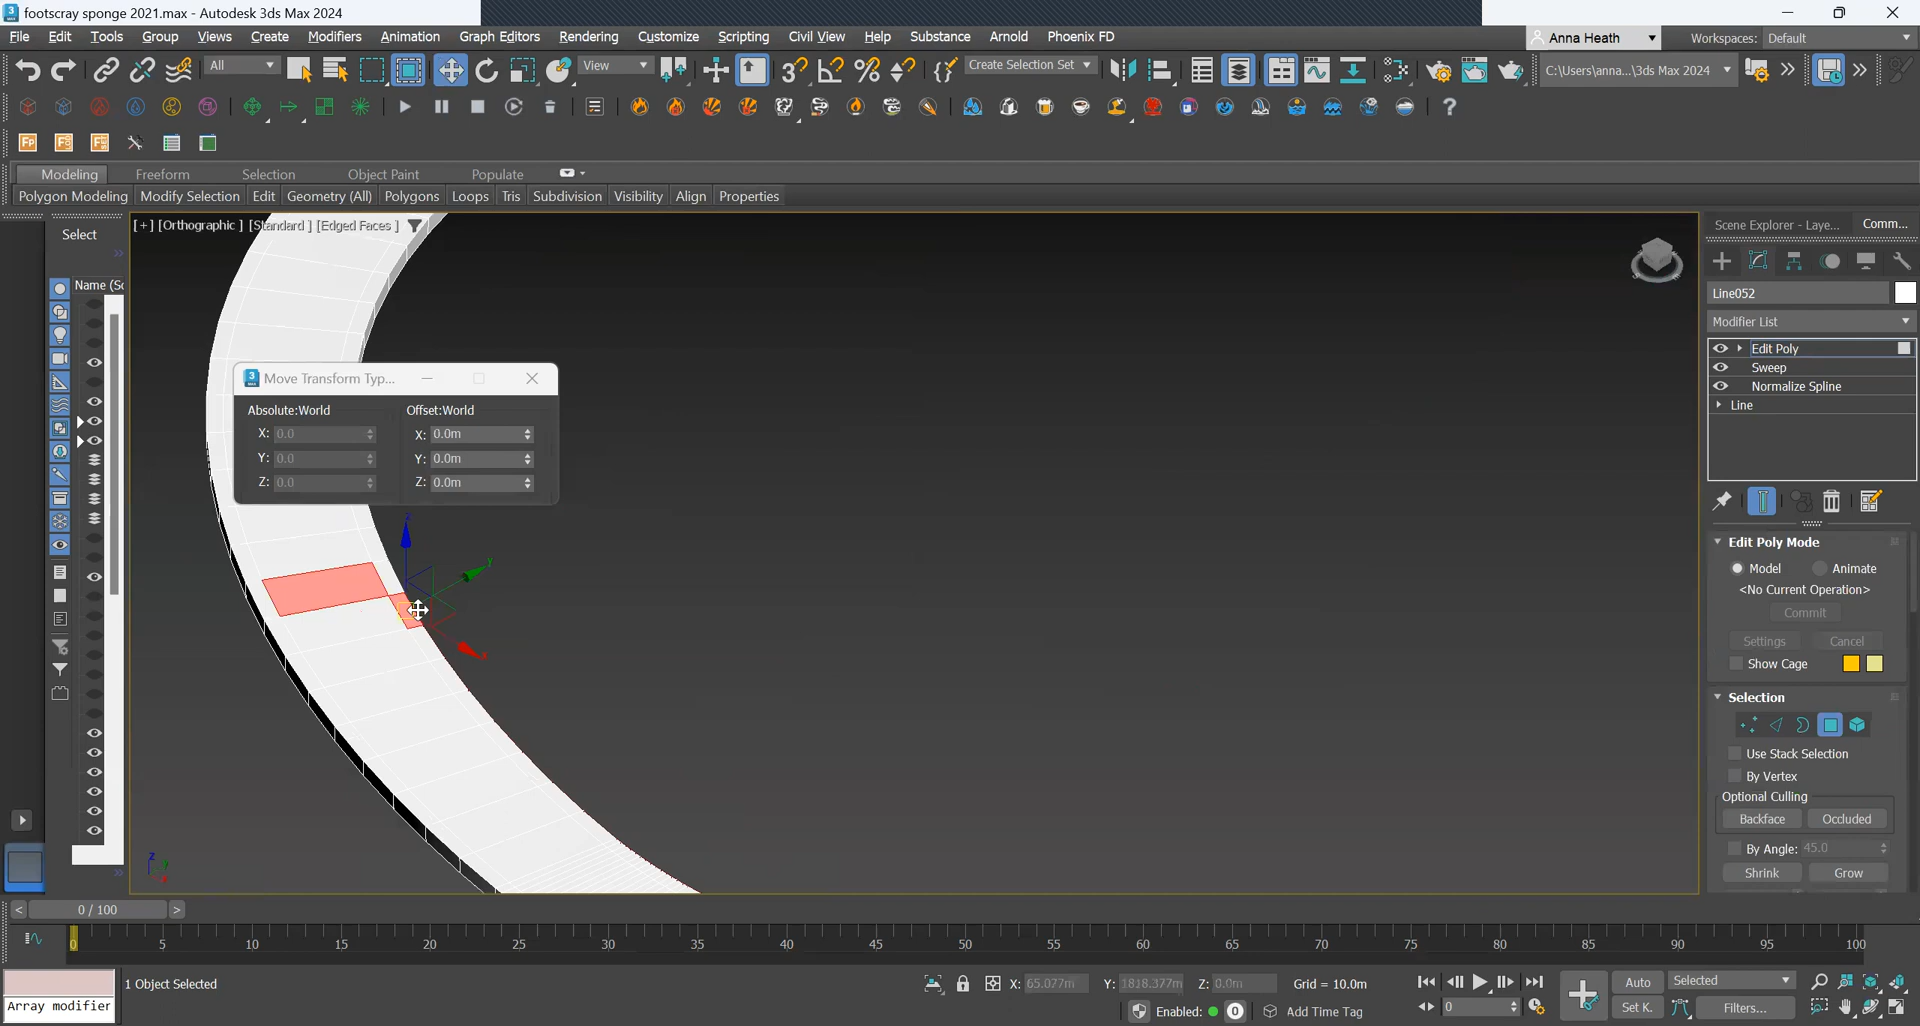 footscray sponge 2021.max - Autodesk 3ds Max 2024
File Edit Tools Group Views Create Modifiers Animation Graph Editors Rendering Customize Scripting Civil View Help Substance Arnold Phoenix FD Anna Heath Workspaces: Default
All View Create Selection Set C:\Users\anna...\3ds Max 2024
Modeling Freeform Selection Object Paint Populate
Polygon Modeling Modify Selection Edit Geometry (All) Polygons Loops Tris Subdivision Visibility Align Properties
Select
[+] [Orthographic ] [Standard ] [Edged Faces ]
Scene Explorer - Laye... Comm...
Name (Sc
Line052
Modifier List
Edit Poly
Sweep
Normalize Spline
Line
Move Transform Typ...
Absolute:World Offset:World
X: 0.0 X: 0.0m
Y: 0.0 Y: 0.0m
Z: 0.0 Z: 0.0m
z
y
x
Edit Poly Mode
Model Animate
<No Current Operation>
Commit
Settings Cancel
Show Cage
Selection
Use Stack Selection
By Vertex
Optional Culling
Backface Occluded
By Angle: 45.0
Shrink Grow
< 0 / 100 >
0 5 10 15 20 25 30 35 40 45 50 55 60 65 70 75 80 85 90 95 100
1 Object Selected X: 65.077m Y: 1818.377m Z: 0.0m Grid = 10.0m Auto Selected
Array modifier Enabled: 0 Add Time Tag 0 Set K. Filters...